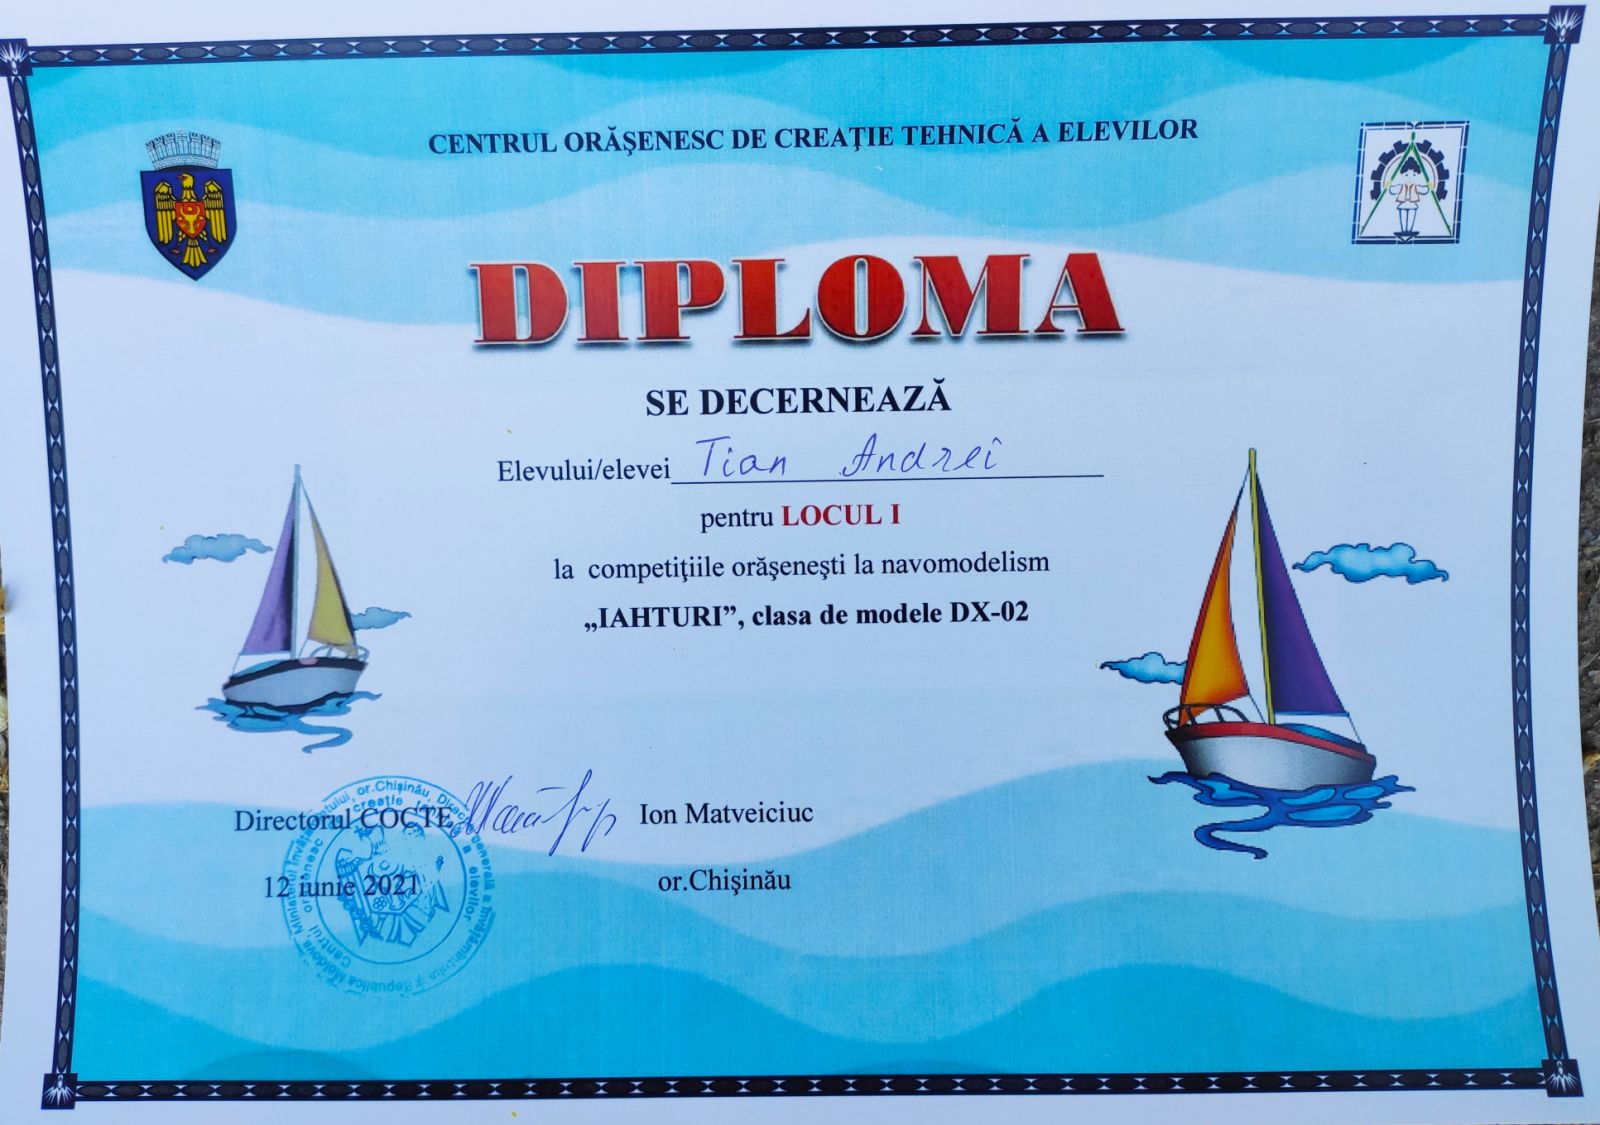 CENTRUL ORĂŞENESC DE CREAŢIE TEHNICĂ A ELEVILOR
DIPLOMA
SE DECERNEAZĂ
Elevului/elevei Tian Andrei
pentru LOCUL I
la competiţiile orăşeneşti la navomodelism
„IAHTURI”, clasa de modele DX-02
Directorul COCTE Ion Matveiciuc
12 iunie 2021 or.Chişinău